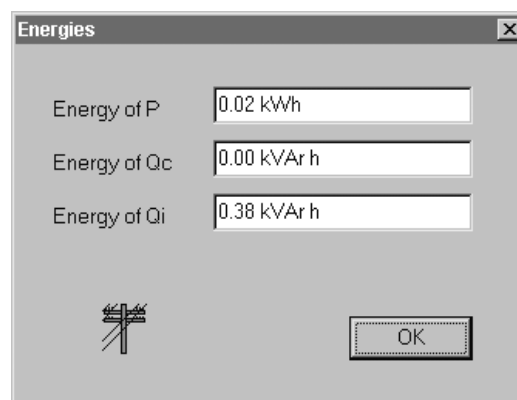 Energies
Energy of P 0.02 kWh
Energy of Qc 0.00 kVAr h
Energy of Qi 0.38 kVAr h
OK